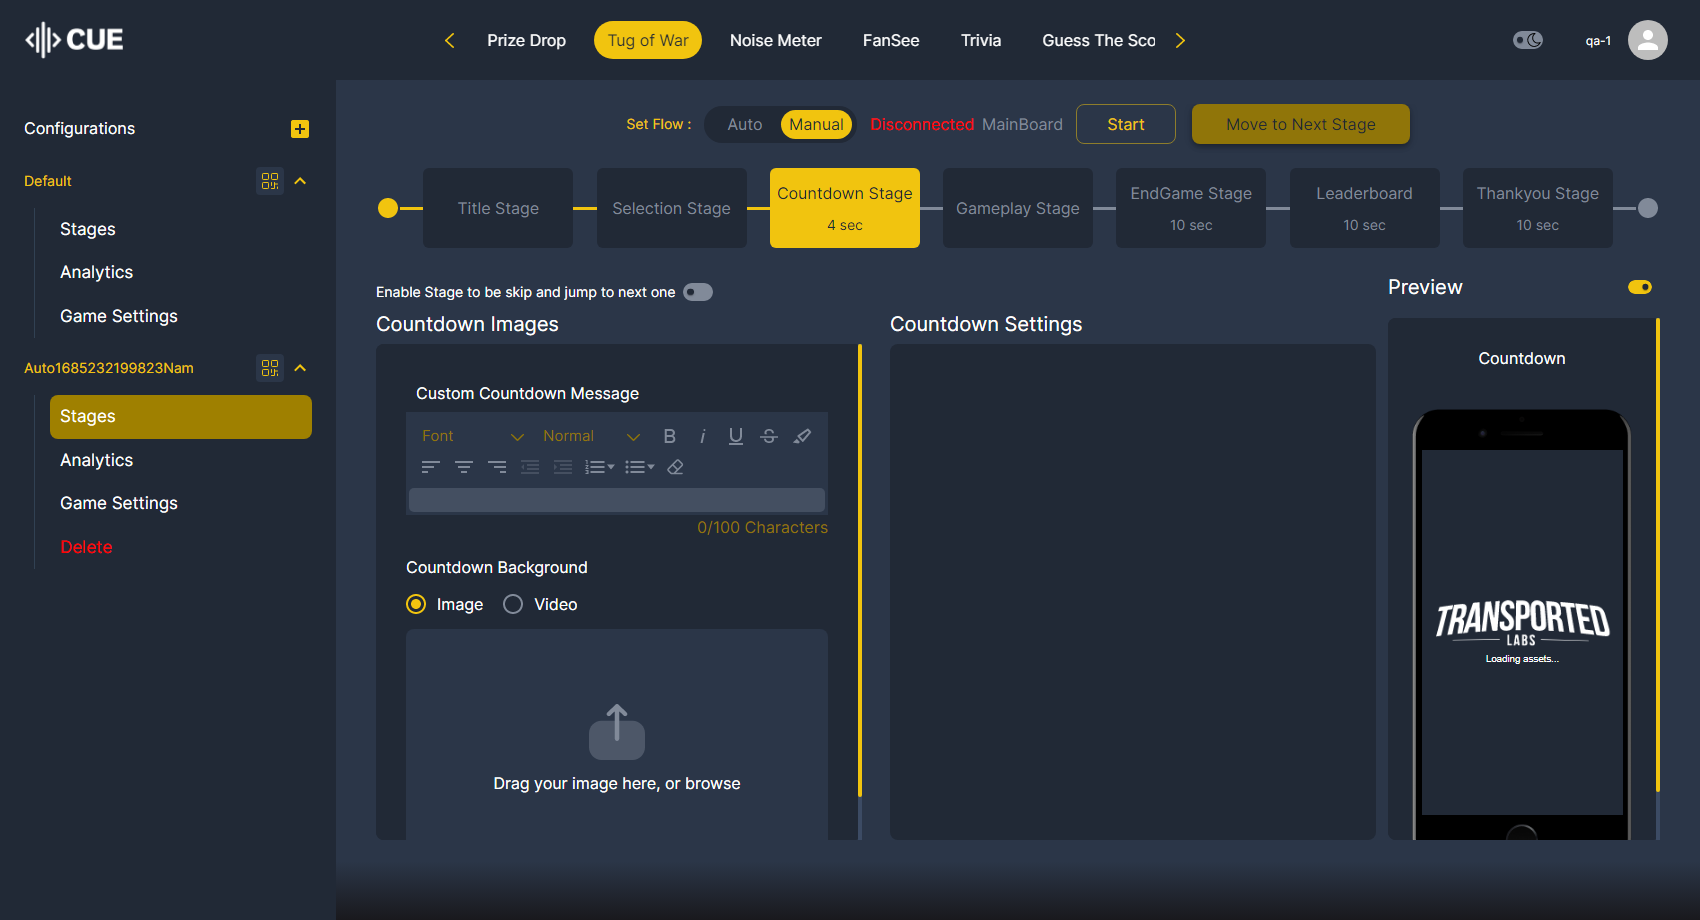 CUE
Prize Drop
Tug of War
Noise Meter
FanSee
Trivia
Guess The Sco
qa-1
Configurations
Default
Stages
Analytics
Game Settings
Auto1685232199823Nam
Stages
Analytics
Game Settings
Delete
Set Flow :
Auto
Manual
Disconnected MainBoard
Start
Move to Next Stage
Title Stage
Selection Stage
Countdown Stage
4 sec
Gameplay Stage
EndGame Stage
10 sec
Leaderboard
10 sec
Thankyou Stage
10 sec
Enable Stage to be skip and jump to next one
Countdown Images
Custom Countdown Message
Font
Normal
B
i
U
S
0/100 Characters
Countdown Background
Image
Video
Drag your image here, or browse
Countdown Settings
Preview
Countdown
TRANSPORTED
LABS
Loading assets...